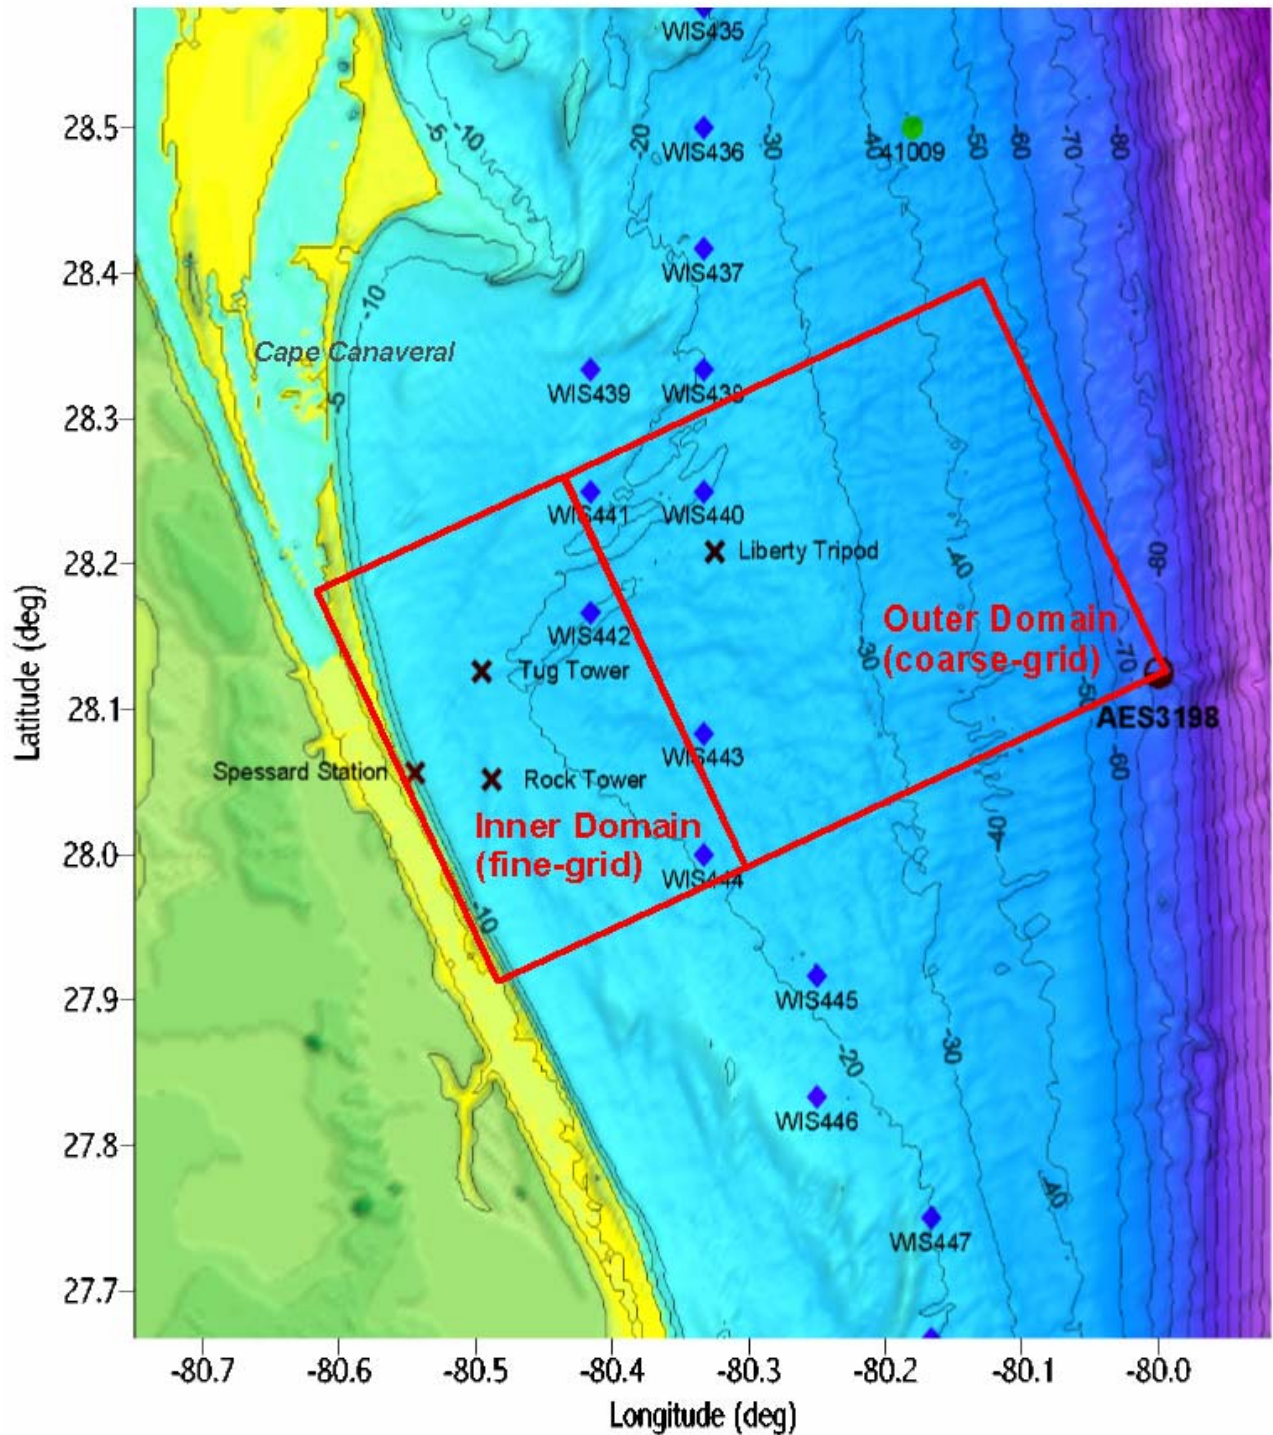 WIS435
-5
-10
-20
WIS436
-30
-40
41009
-50
-60
-70
-80
28.5
WIS437
28.4
-10
Cape Canaveral
-5
WIS439
WIS438
28.3
WIS441
WIS440
Liberty Tripod
-40
-80
28.2
WIS442
Outer Domain
(coarse-grid)
-30
-70
Tug Tower
-50
AES3198
28.1
Latitude (deg)
WIS443
-60
Spessard Station
Rock Tower
Inner Domain
(fine-grid)
-40
28.0
WIS444
-10
27.9
WIS445
-20
-30
WIS446
27.8
-40
WIS447
27.7
-80.7
-80.6
-80.5
-80.4
-80.3
-80.2
-80.1
-80.0
Longitude (deg)